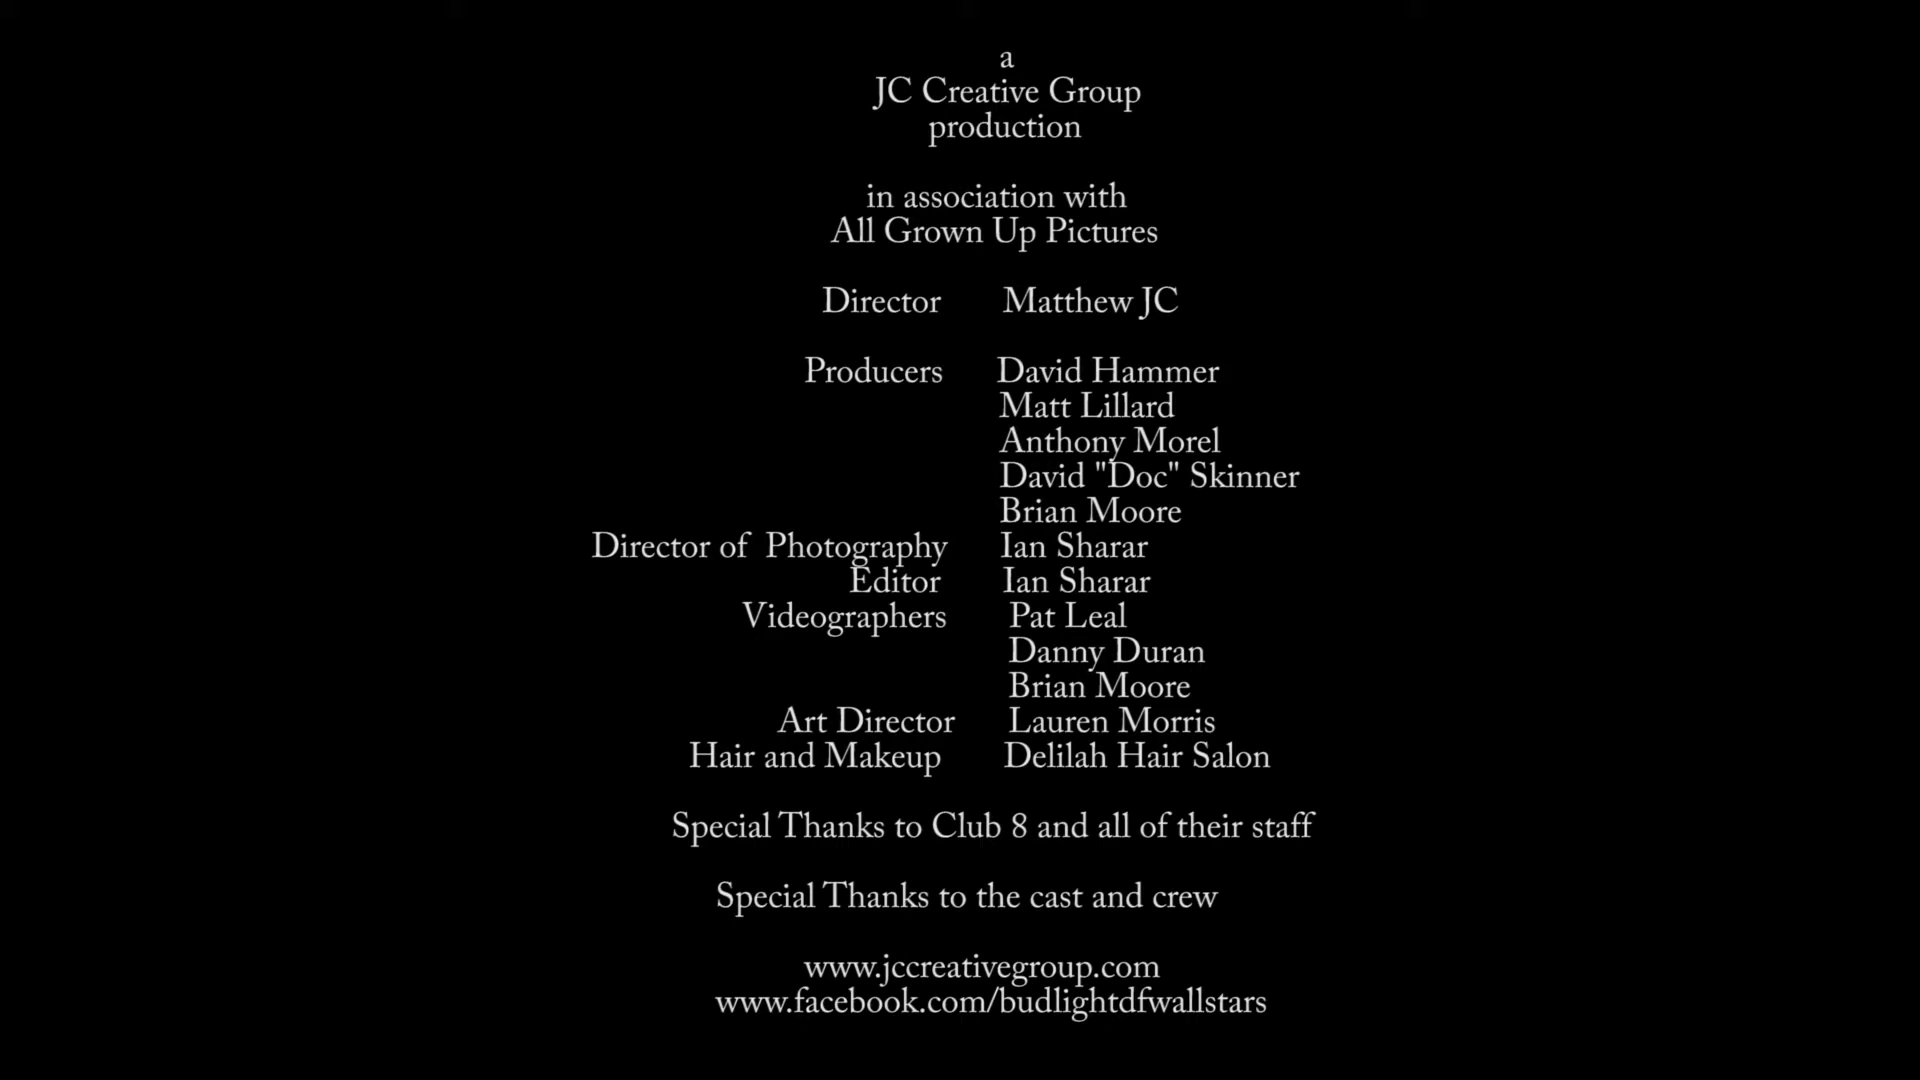 a
JC Creative Group
production
in association with
All Grown Up Pictures
Director Matthew JC
Producers David Hammer
Matt Lillard
Anthony Morel
David "Doc" Skinner
Brian Moore
Director of Photography Ian Sharar
Editor Ian Sharar
Videographers Pat Leal
Danny Duran
Brian Moore
Art Director Lauren Morris
Hair and Makeup Delilah Hair Salon
Special Thanks to Club 8 and all of their staff
Special Thanks to the cast and crew
www.jccreativegroup.com
www.facebook.com/budlightdfwallstars